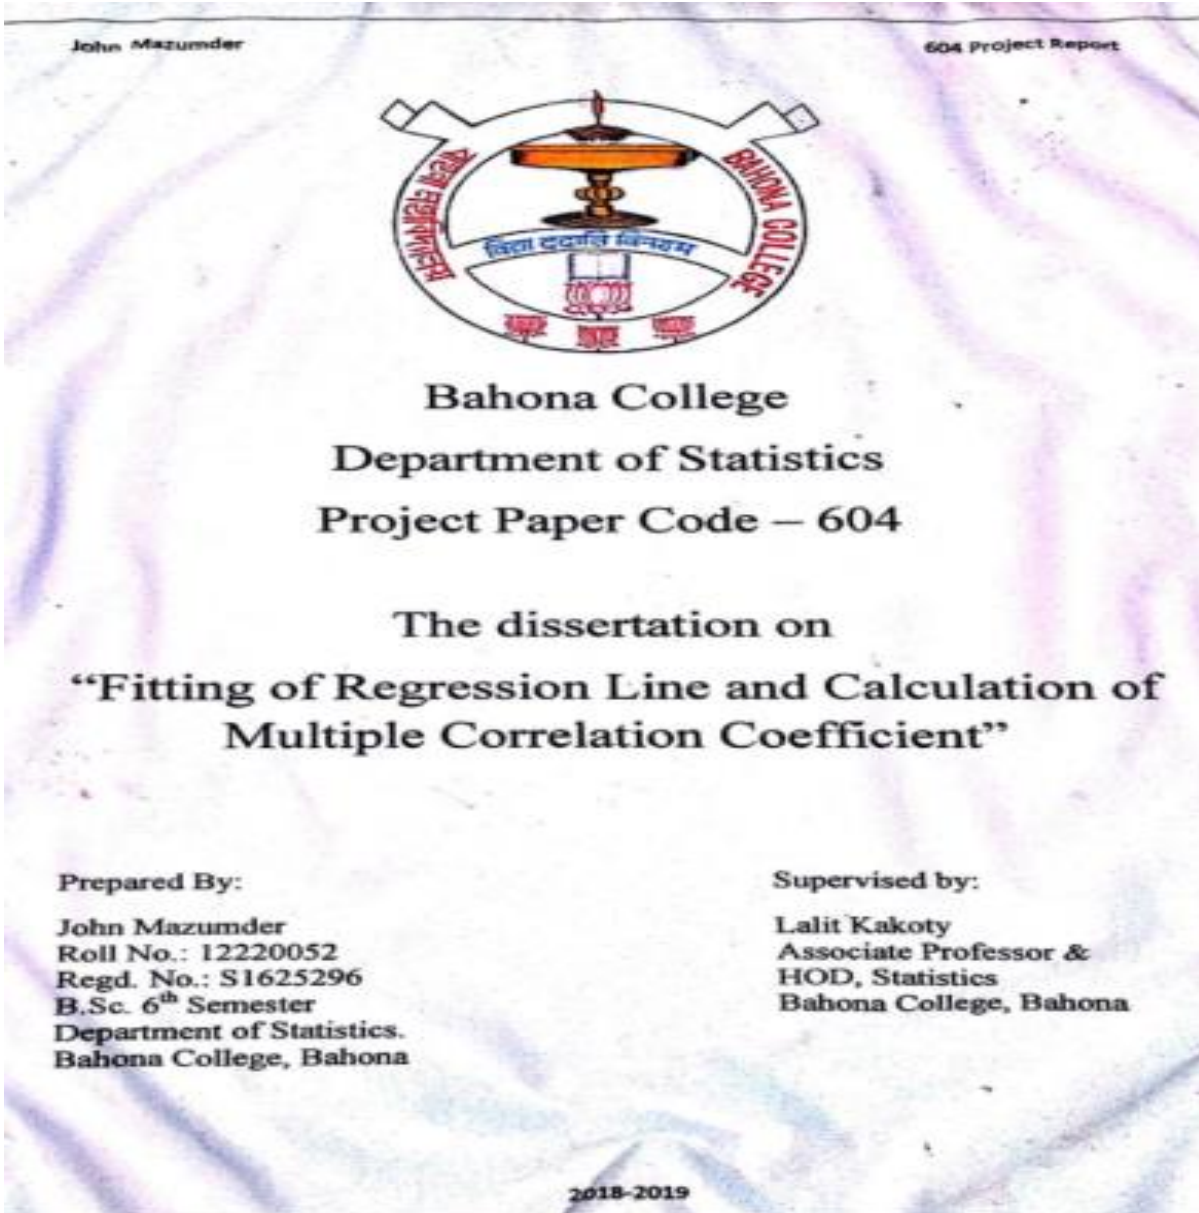 John Mazumder
604 Project Report
BAHONA COLLEGE
Bahona College
Department of Statistics
Project Paper Code – 604
The dissertation on
“Fitting of Regression Line and Calculation of
Multiple Correlation Coefficient”
Prepared By:
John Mazumder
Roll No.: 12220052
Regd. No.: S1625296
B.Sc. 6th Semester
Department of Statistics.
Bahona College, Bahona
Supervised by:
Lalit Kakoty
Associate Professor &
HOD, Statistics
Bahona College, Bahona
2018-2019